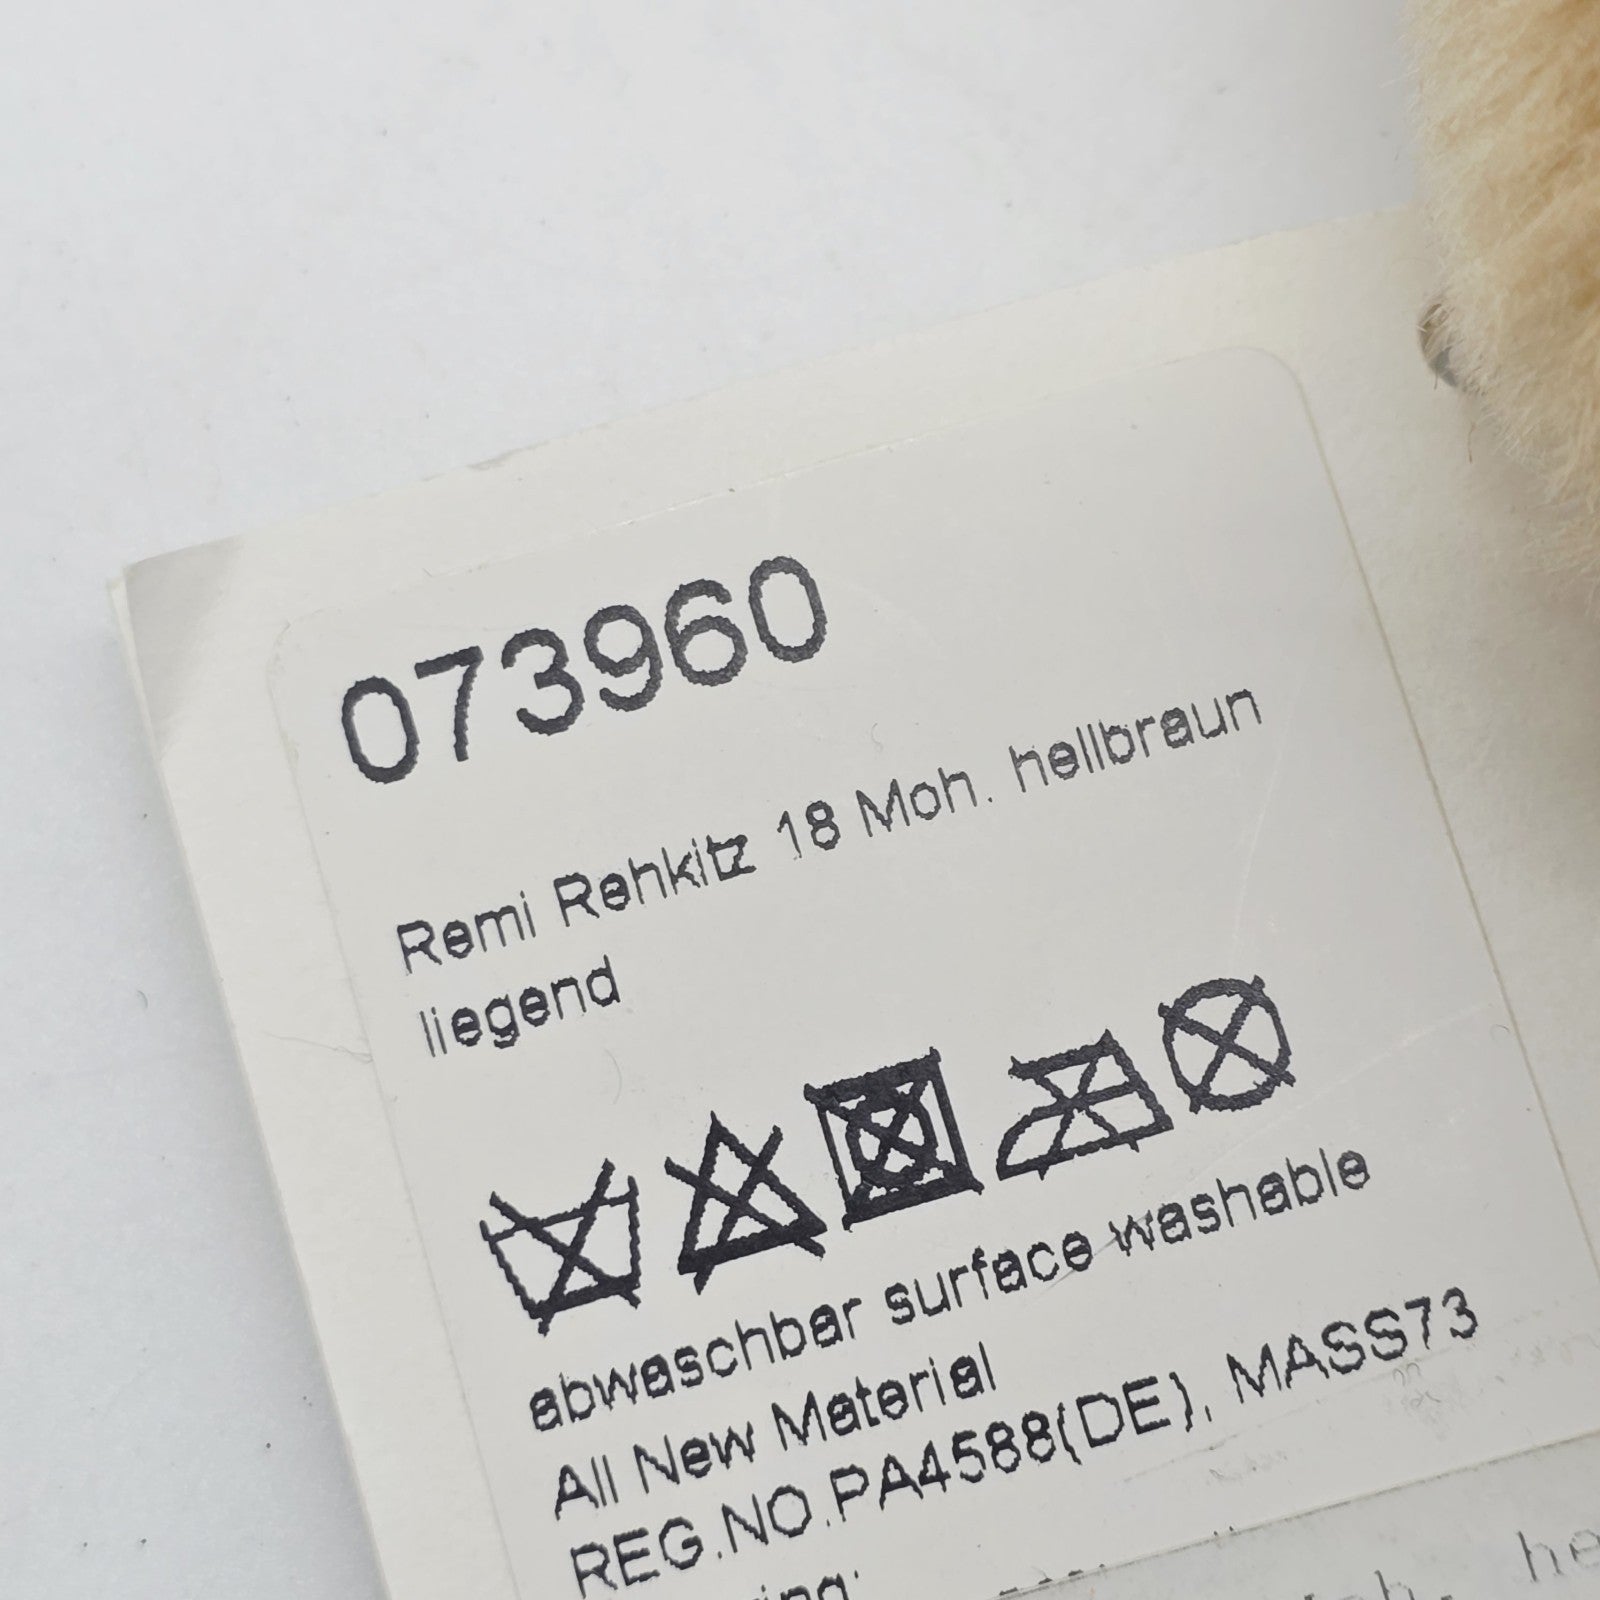 073960
Remi Rehkitz 18 Moh. hellbraun
liegend
abwaschbar surface washable
All New Material
REG.NO.PA4588(DE), MASS73